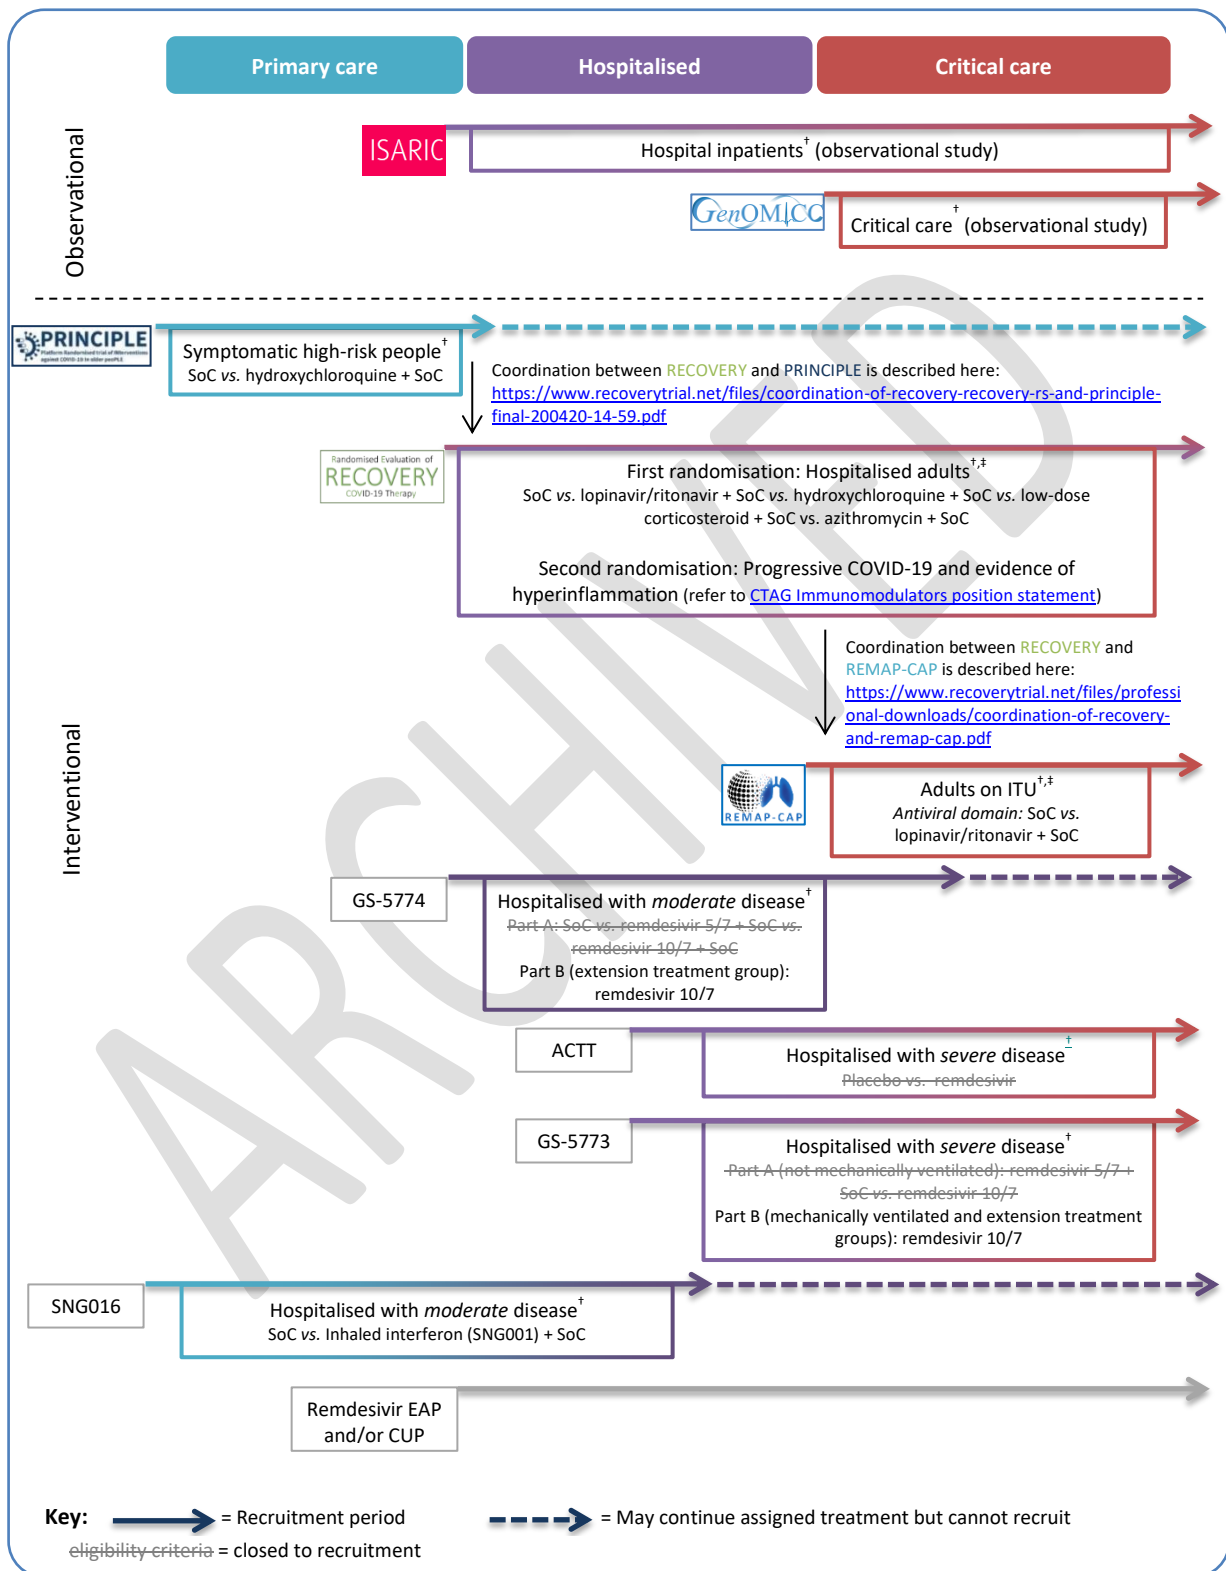 Primary care
Hospitalised
Critical care
Observational
ISARIC
Hospital inpatients† (observational study)
GenOMICC
Critical care† (observational study)
PRINCIPLE
Platform Randomised trial of INterventions
against COVID-19 In older peoPLE
Symptomatic high-risk people†
SoC vs. hydroxychloroquine + SoC
Coordination between RECOVERY and PRINCIPLE is described here:
https://www.recoverytrial.net/files/coordination-of-recovery-recovery-rs-and-principle-
final-200420-14-59.pdf
Randomised Evaluation of
RECOVERY
COVID-19 Therapy
First randomisation: Hospitalised adults†,‡
SoC vs. lopinavir/ritonavir + SoC vs. hydroxychloroquine + SoC vs. low-dose
corticosteroid + SoC vs. azithromycin + SoC
Second randomisation: Progressive COVID-19 and evidence of
hyperinflammation (refer to CTAG Immunomodulators position statement)
Coordination between RECOVERY and
REMAP-CAP is described here:
https://www.recoverytrial.net/files/professi
onal-downloads/coordination-of-recovery-
and-remap-cap.pdf
Interventional
REMAP-CAP
Adults on ITU†,‡
Antiviral domain: SoC vs.
lopinavir/ritonavir + SoC
GS-5774
Hospitalised with moderate disease†
Part A: SoC vs. remdesivir 5/7 + SoC vs.
remdesivir 10/7 + SoC
Part B (extension treatment group):
remdesivir 10/7
ACTT
Hospitalised with severe disease†
Placebo vs. remdesivir
GS-5773
Hospitalised with severe disease†
Part A (not mechanically ventilated): remdesivir 5/7 +
SoC vs. remdesivir 10/7
Part B (mechanically ventilated and extension treatment
groups): remdesivir 10/7
SNG016
Hospitalised with moderate disease†
SoC vs. Inhaled interferon (SNG001) + SoC
Remdesivir EAP
and/or CUP
Key:
= Recruitment period
= May continue assigned treatment but cannot recruit
eligibility criteria = closed to recruitment
ARCHIVED